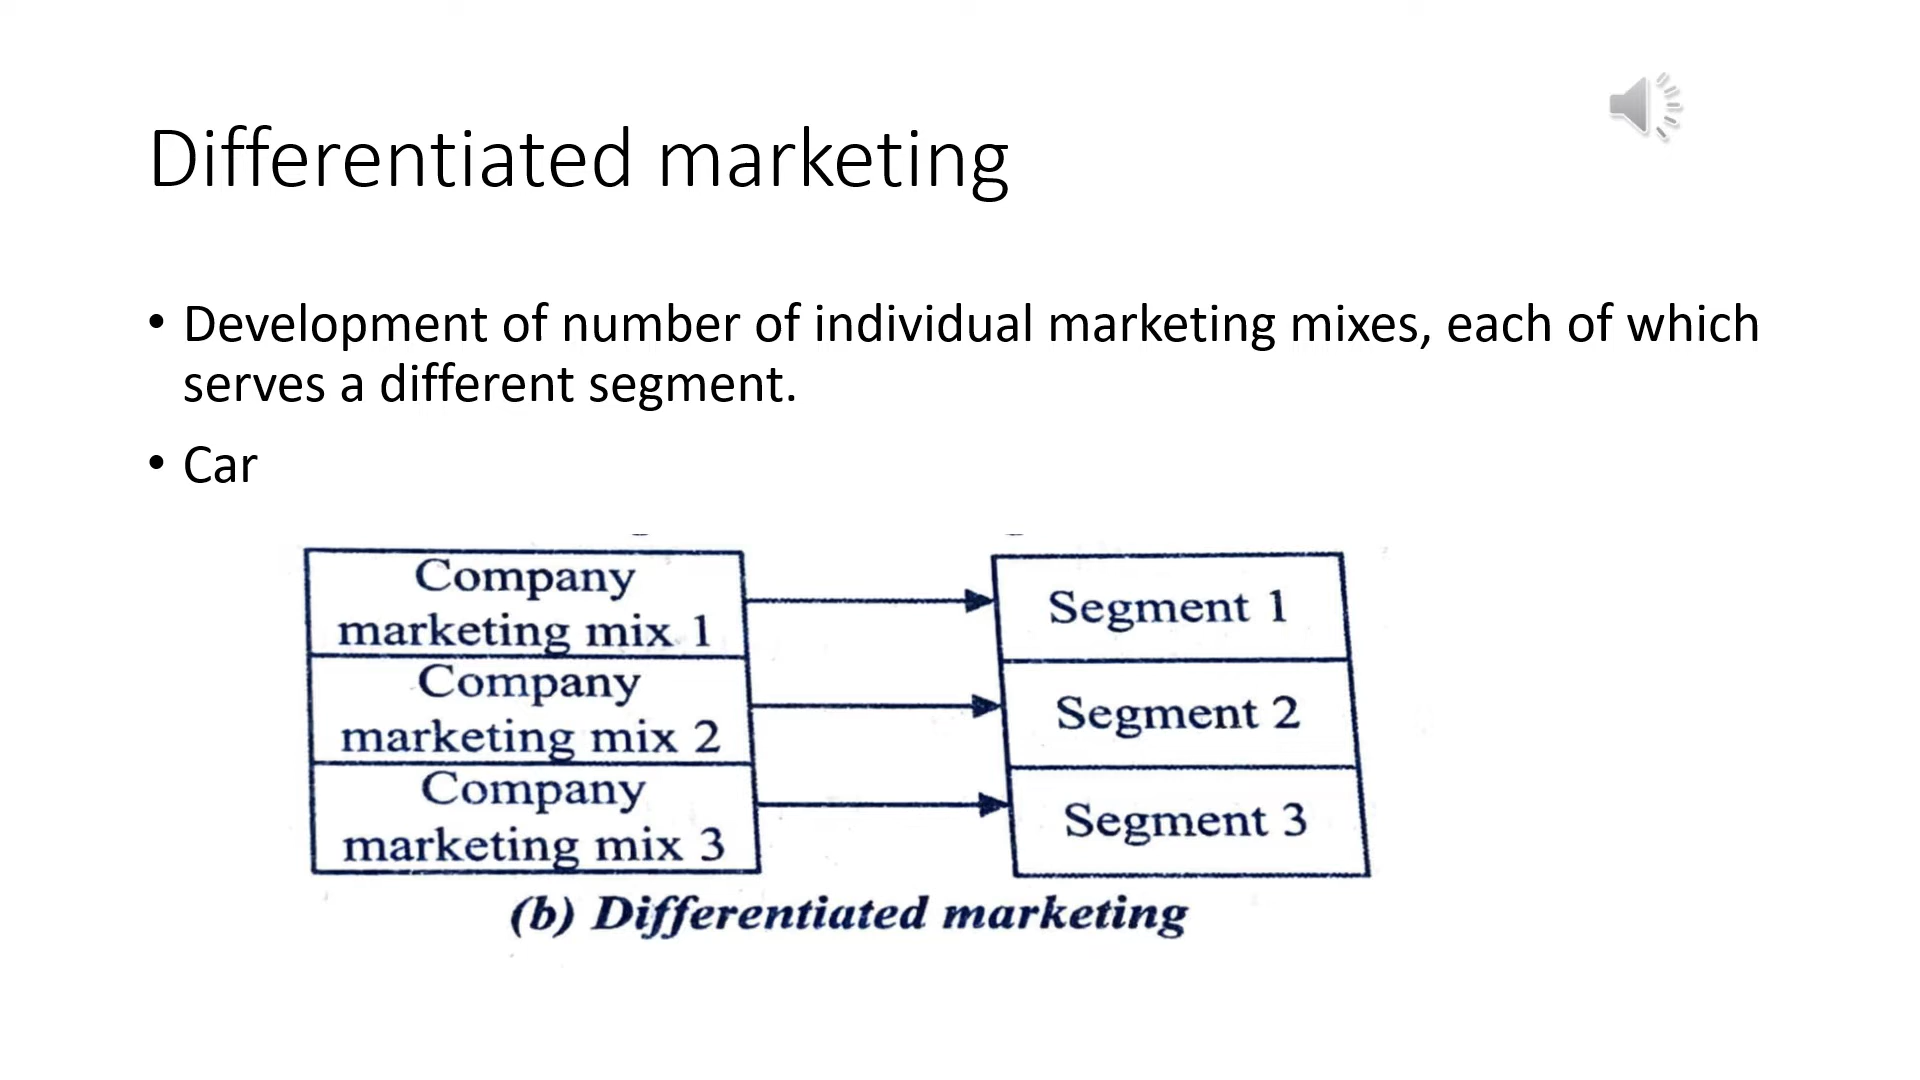 Differentiated marketing
• Development of number of individual marketing mixes, each of which
serves a different segment.
• Car
Company
marketing mix 1
Segment 1
Company
marketing mix 2
Segment 2
Company
marketing mix 3
Segment 3
(b) Differentiated marketing